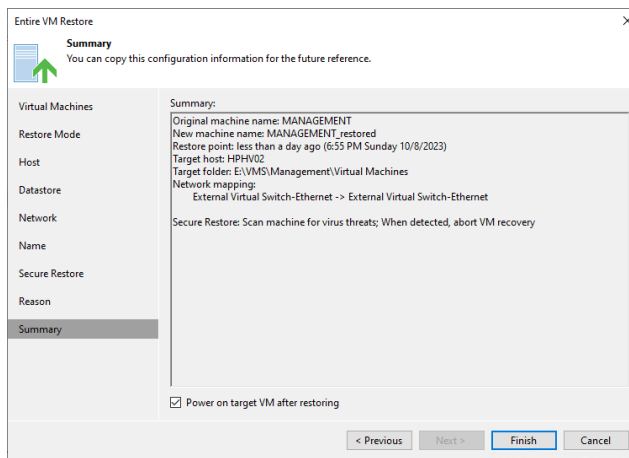 Entire VM Restore
Summary
You can copy this configuration information for the future reference.
Virtual Machines
Restore Mode
Host
Datastore
Network
Name
Secure Restore
Reason
Summary
Summary:
Original machine name: MANAGEMENT
New machine name: MANAGEMENT_restored
Restore point: less than a day ago (6:55 PM Sunday 10/8/2023)
Target host: HPHV02
Target folder: E:\VMS\Management\Virtual Machines
Network mapping:
External Virtual Switch-Ethernet -> External Virtual Switch-Ethernet
Secure Restore: Scan machine for virus threats; When detected, abort VM recovery
Power on target VM after restoring
< Previous
Next >
Finish
Cancel